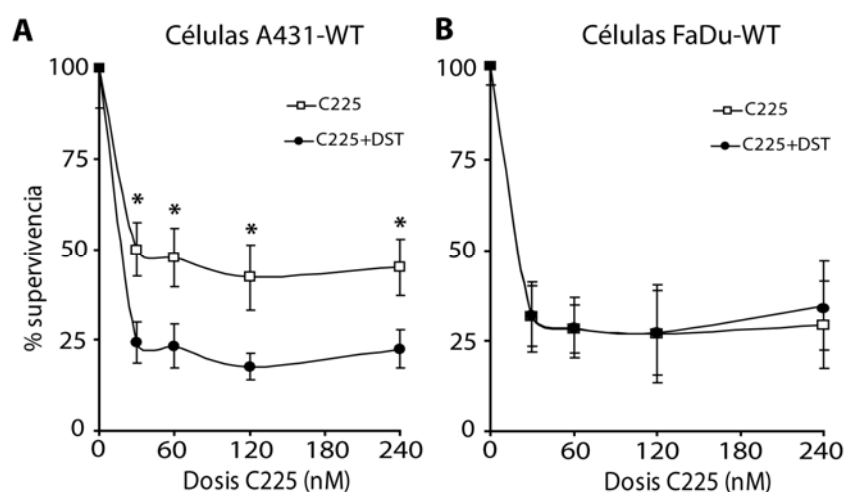 A
Células A431-WT
100
75
50
25
0
% supervivencia
C225
C225+DST
*
*
*
*
0
60
120
180
240
Dosis C225 (nM)
B
Células FaDu-WT
100
75
50
25
0
C225
C225+DST
0
60
120
180
240
Dosis C225 (nM)